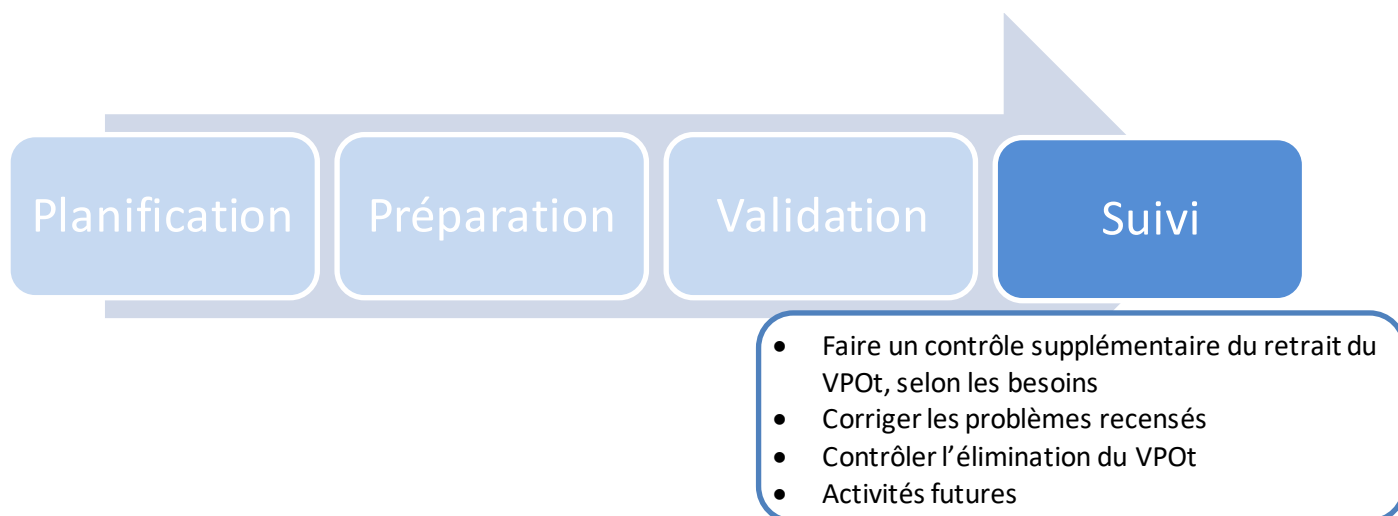 Planification
Préparation
Validation
Suivi
• Faire un contrôle supplémentaire du retrait du
VPOt, selon les besoins
• Corriger les problèmes recensés
• Contrôler l’élimination du VPOt
• Activités futures